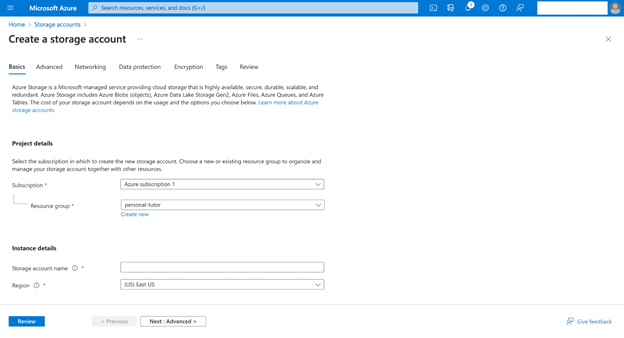 Microsoft Azure
Search resources, services, and docs (G+/)
Home > Storage accounts >
Create a storage account ...
Basics Advanced Networking Data protection Encryption Tags Review
Azure Storage is a Microsoft-managed service providing cloud storage that is highly available, secure, durable, scalable, and
redundant. Azure Storage includes Azure Blobs (objects), Azure Data Lake Storage Gen2, Azure Files, Azure Queues, and Azure
Tables. The cost of your storage account depends on the usage and the options you choose below. Learn more about Azure
storage accounts
Project details
Select the subscription in which to create the new storage account. Choose a new or existing resource group to organize and
manage your storage account together with other resources.
Subscription * Azure subscription 1
Resource group * personal-tutor
Create new
Instance details
Storage account name *
Region * (US) East US
Review < Previous Next : Advanced > Give feedback